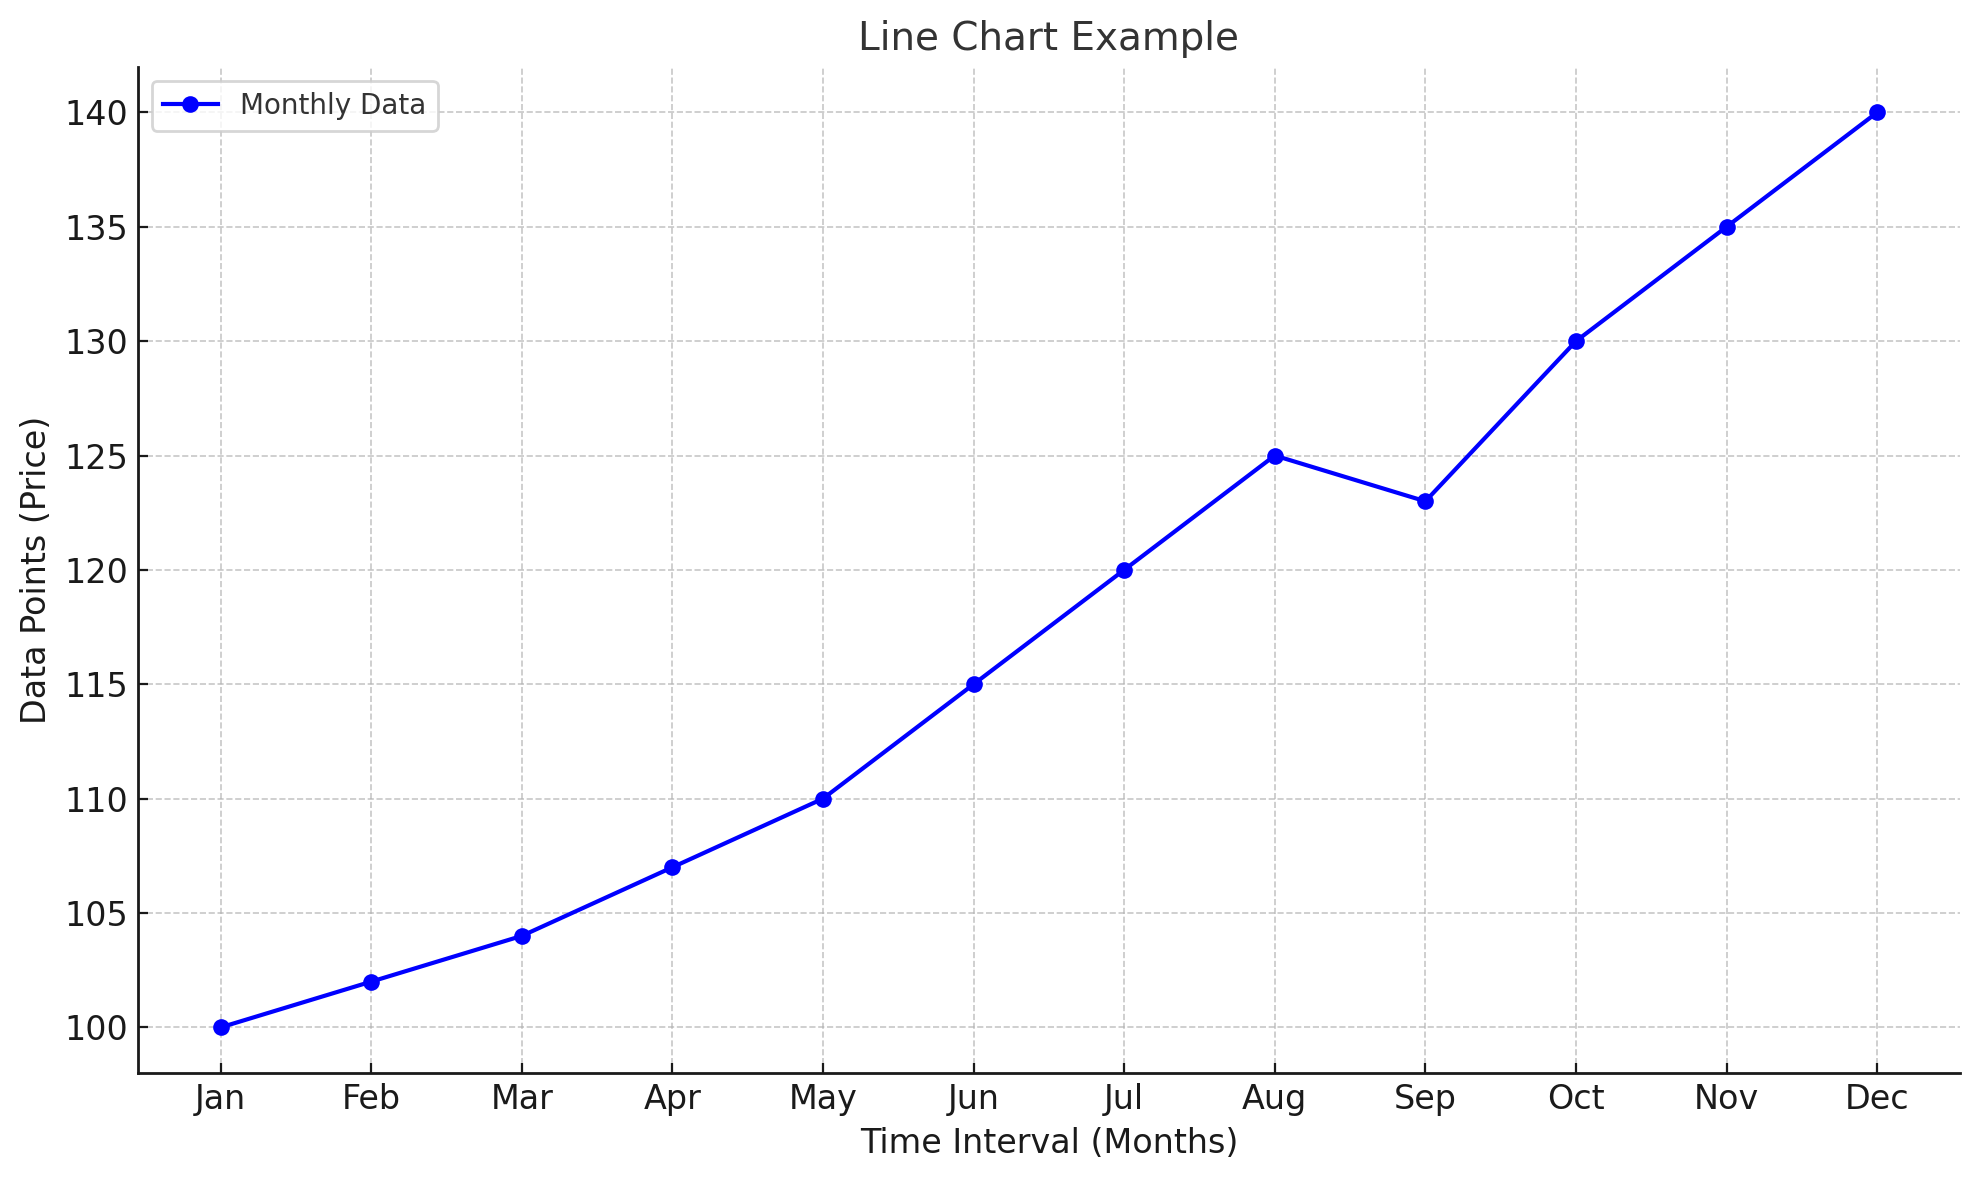 Line Chart Example
Monthly Data
140
135
130
125
120
115
110
105
100
Data Points (Price)
Jan Feb Mar Apr May Jun Jul Aug Sep Oct Nov Dec
Time Interval (Months)